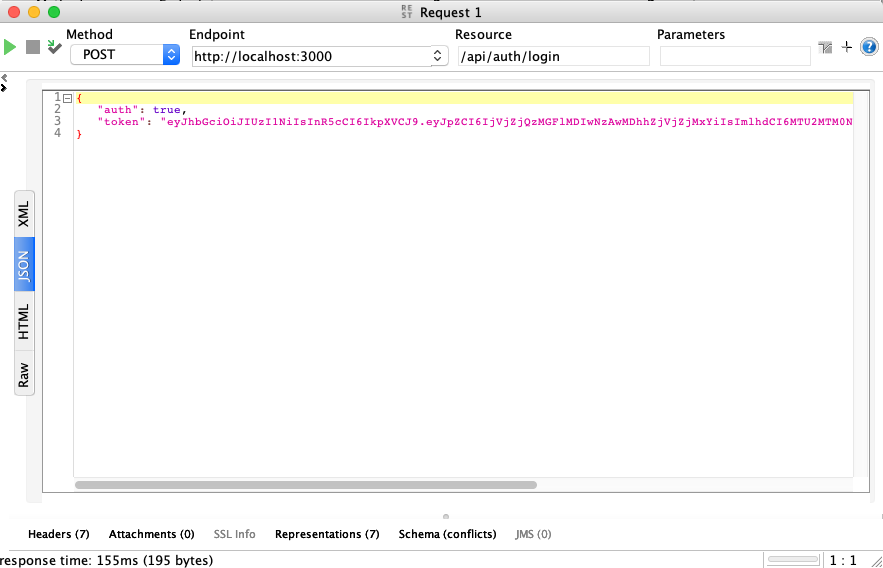 REST Request 1
Method Endpoint Resource Parameters
POST http://localhost:3000 /api/auth/login
1 {
2 "auth": true,
3 "token": "eyJhbGciOiJIUzI1NiIsInR5cCI6IkpXVCJ9.eyJpZCI6IjVjZjQzMGFlMDIwNzAwMDhhZjVjZjMxYiIsImlhdCI6MTU2MTM0N
4 }
XML
JSON
HTML
Raw
Headers (7) Attachments (0) SSL Info Representations (7) Schema (conflicts) JMS (0)
response time: 155ms (195 bytes) 1 : 1